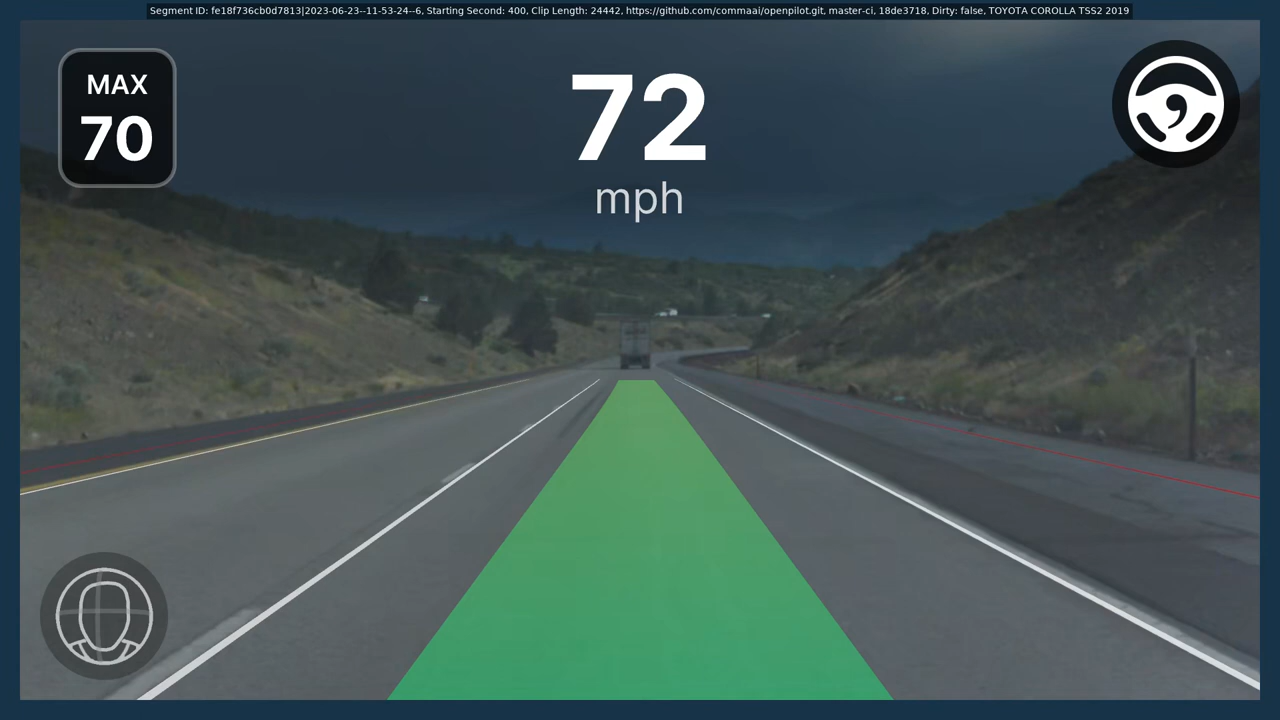 Segment ID: fe18f736cb0d7813|2023-06-23--11-53-24--6, Starting Second: 400, Clip Length: 24442, https://github.com/commaai/openpilot.git, master-ci, 18de3718, Dirty: false, TOYOTA COROLLA TSS2 2019
MAX
70
72
mph